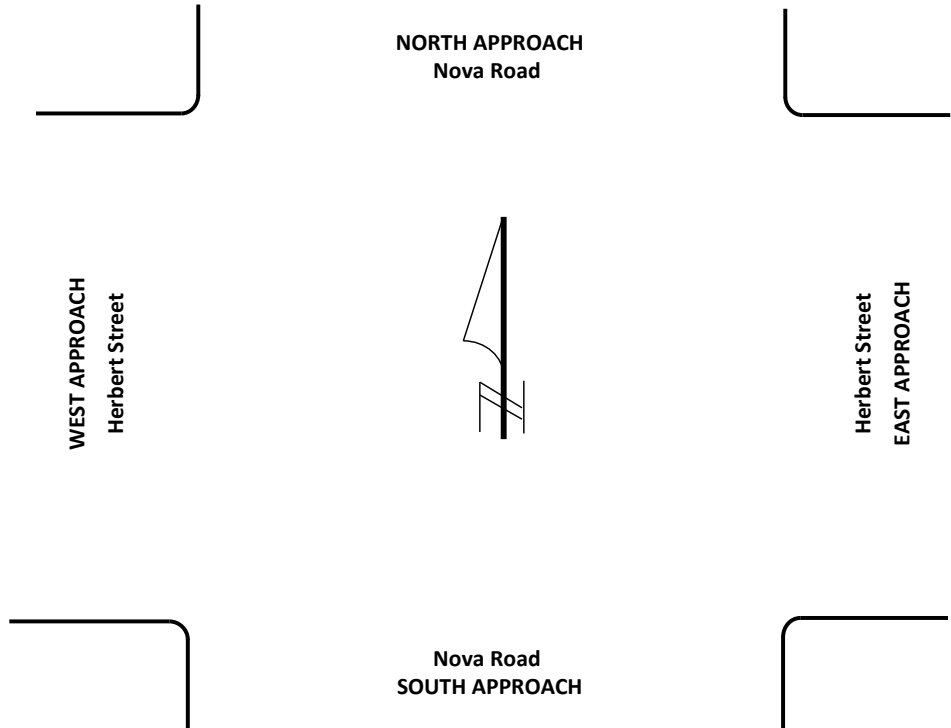 NORTH APPROACH
Nova Road
WEST APPROACH
Herbert Street
Herbert Street
EAST APPROACH
N
Nova Road
SOUTH APPROACH